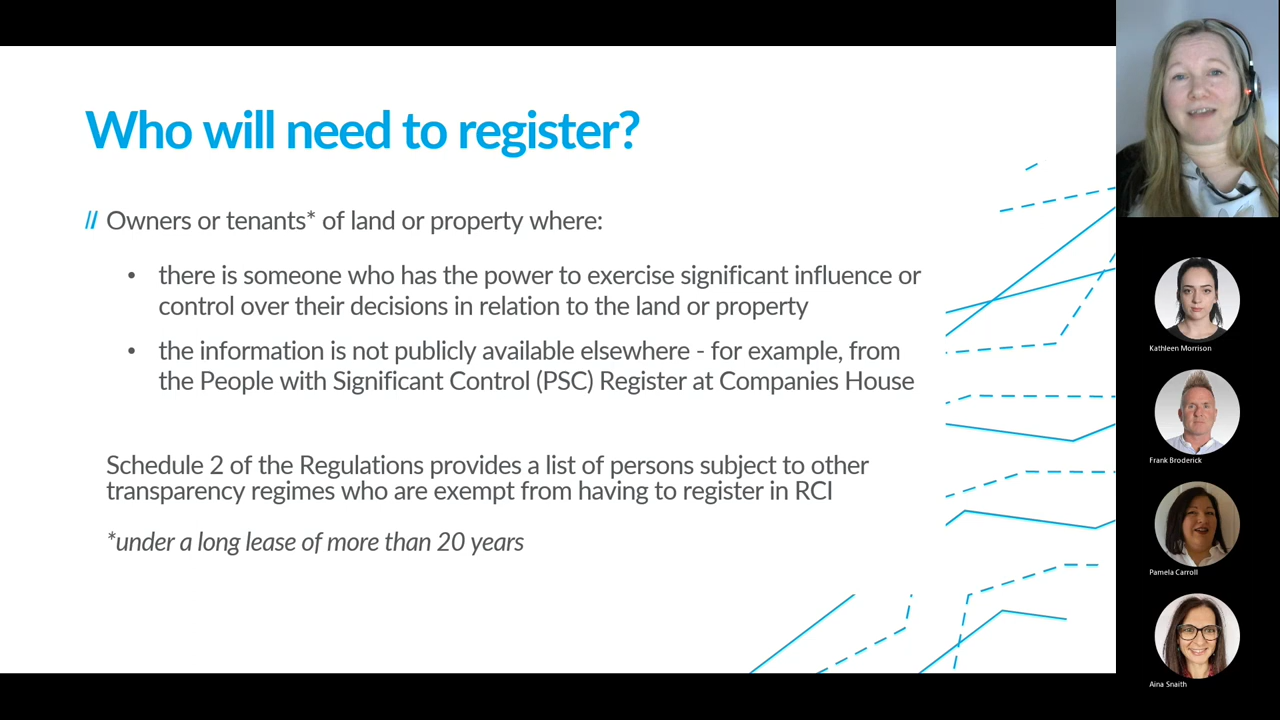 Who will need to register?
// Owners or tenants* of land or property where:
• there is someone who has the power to exercise significant influence or
control over their decisions in relation to the land or property
• the information is not publicly available elsewhere - for example, from
the People with Significant Control (PSC) Register at Companies House
Schedule 2 of the Regulations provides a list of persons subject to other
transparency regimes who are exempt from having to register in RCI
*under a long lease of more than 20 years
Kathleen Morrison
Frank Broderick
Pamela Carroll
Aina Snaith